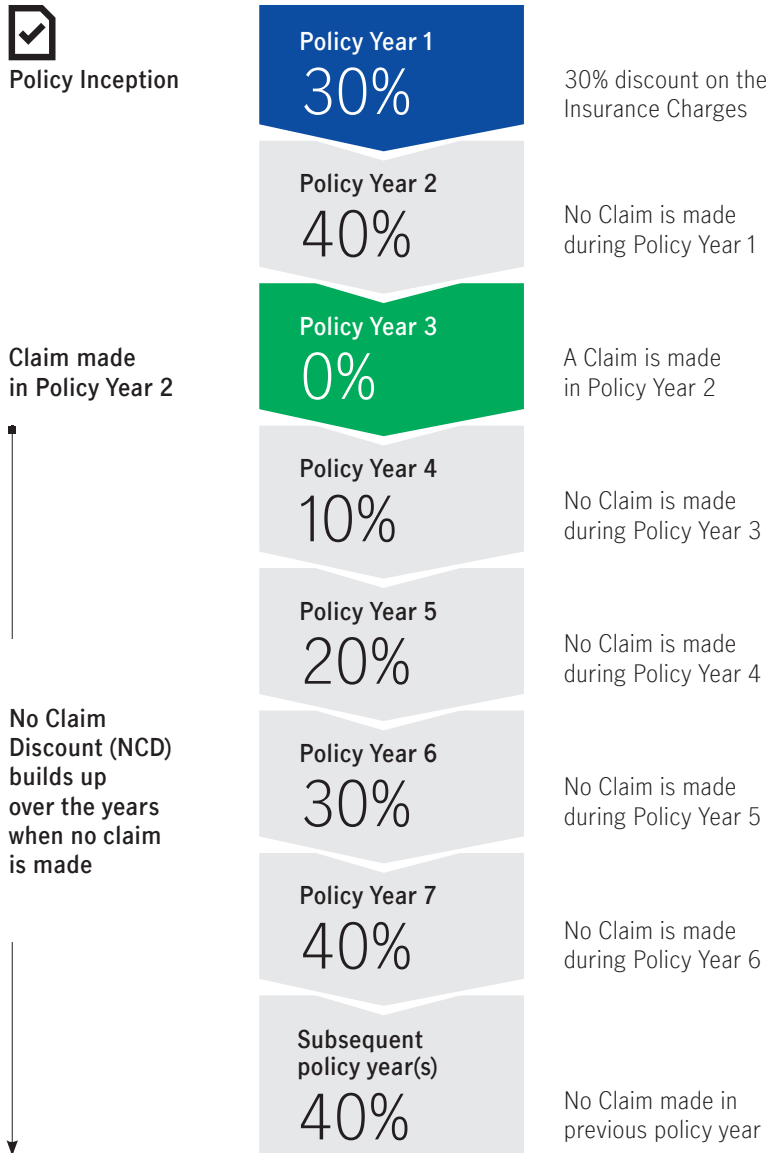 Policy Inception
Policy Year 1
30%
30% discount on the
Insurance Charges
Policy Year 2
40%
No Claim is made
during Policy Year 1
Claim made
in Policy Year 2
Policy Year 3
0%
A Claim is made
in Policy Year 2
Policy Year 4
10%
No Claim is made
during Policy Year 3
Policy Year 5
20%
No Claim is made
during Policy Year 4
No Claim
Discount (NCD)
builds up
over the years
when no claim
is made
Policy Year 6
30%
No Claim is made
during Policy Year 5
Policy Year 7
40%
No Claim is made
during Policy Year 6
Subsequent
policy year(s)
40%
No Claim made in
previous policy year